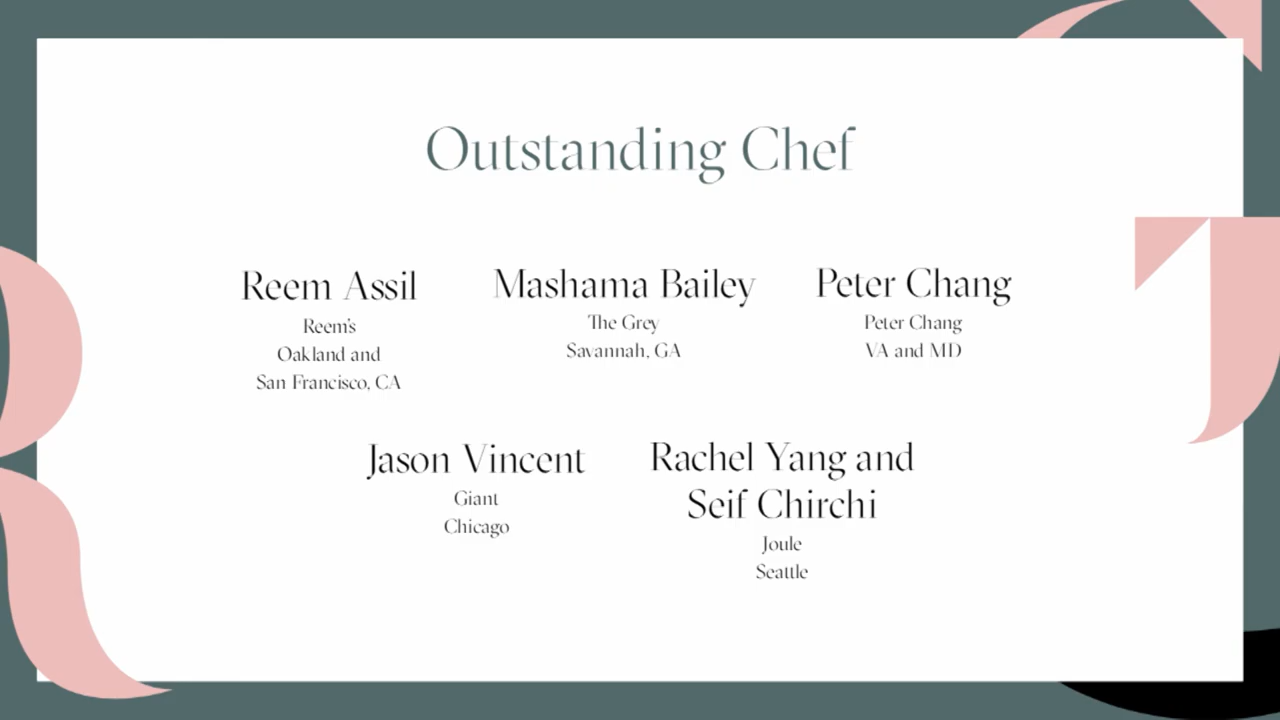 Outstanding Chef
Reem Assil
Reem's
Oakland and
San Francisco, CA
Mashama Bailey
The Grey
Savannah, GA
Peter Chang
Peter Chang
VA and MD
Jason Vincent
Giant
Chicago
Rachel Yang and
Seif Chirchi
Joule
Seattle